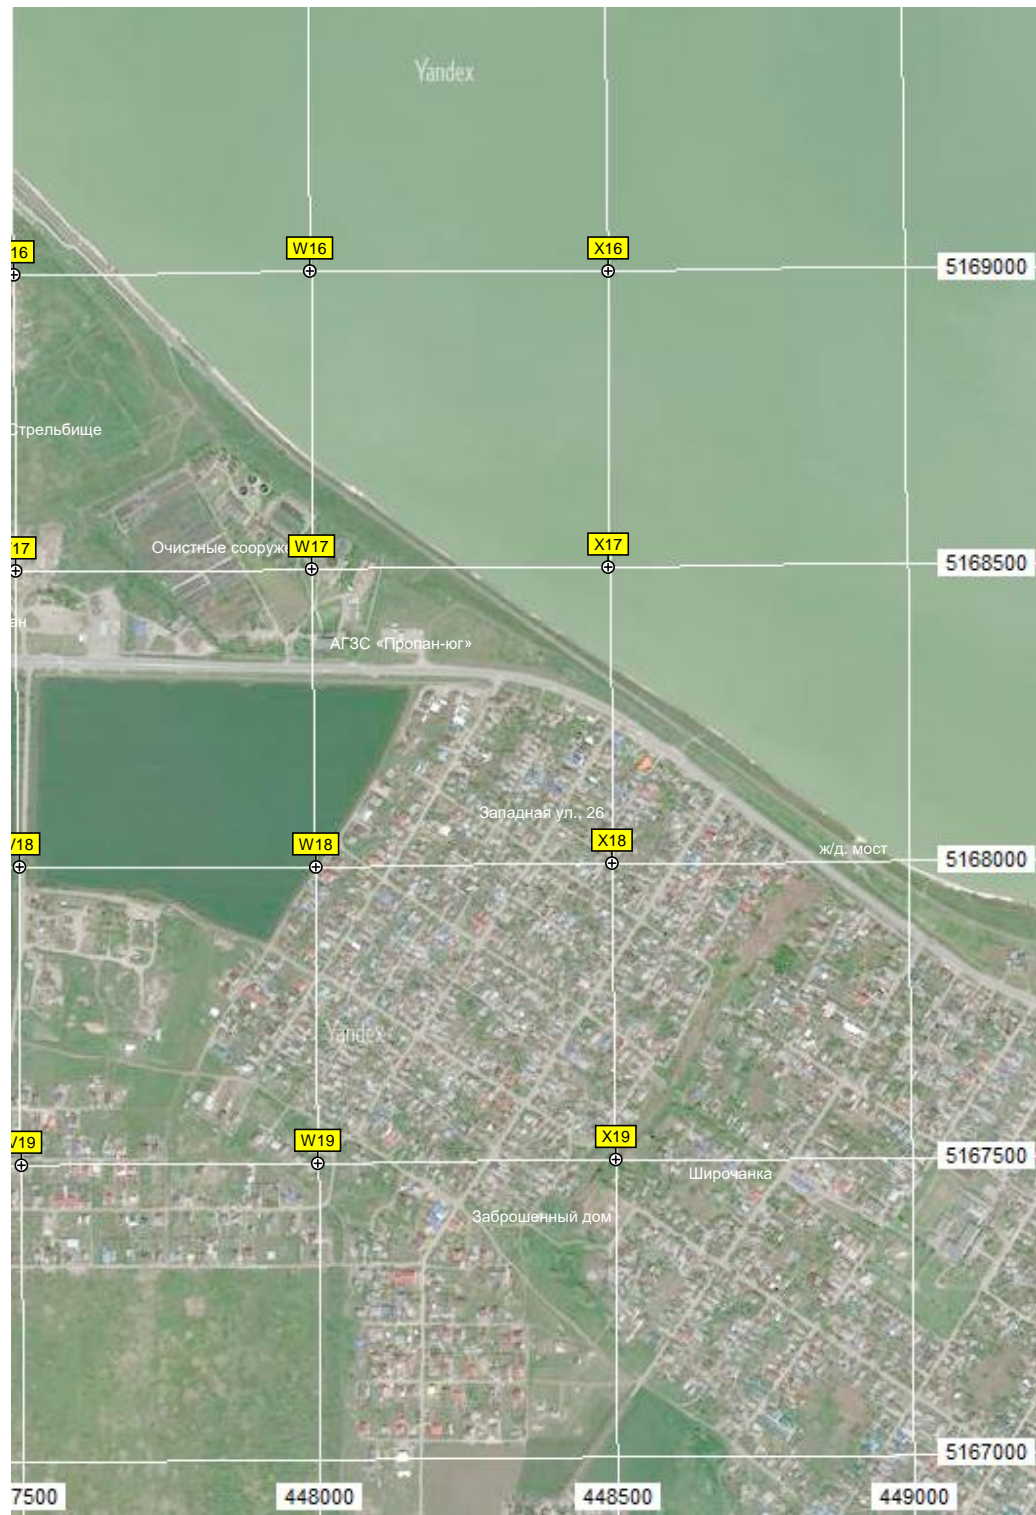 Yandex
16
W16
X16
5169000
Стрельбище
17
Очистные сооруже
W17
X17
5168500
ан
АГЗС «Пропан-юг»
Западная ул., 26
/18
W18
X18
ж/д. мост
5168000
Yandex
/19
W19
X19
5167500
Широчанка
Заброшенный дом
5167000
7500
448000
448500
449000